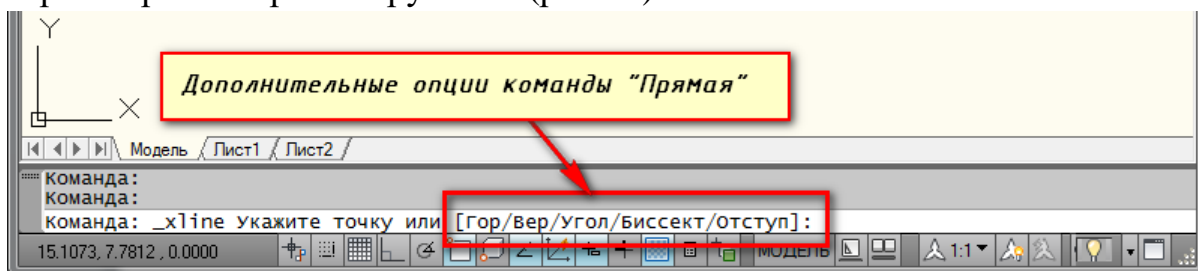 Y
Дополнительные опции команды "Прямая"
X
Модель / Лист1 / Лист2 /
Команда:
Команда:
Команда: _xline Укажите точку или [Гор/Вер/Угол/Биссект/Отступ]:
15.1073, 7.7812 , 0.0000 МОДЕЛЬ 1:1